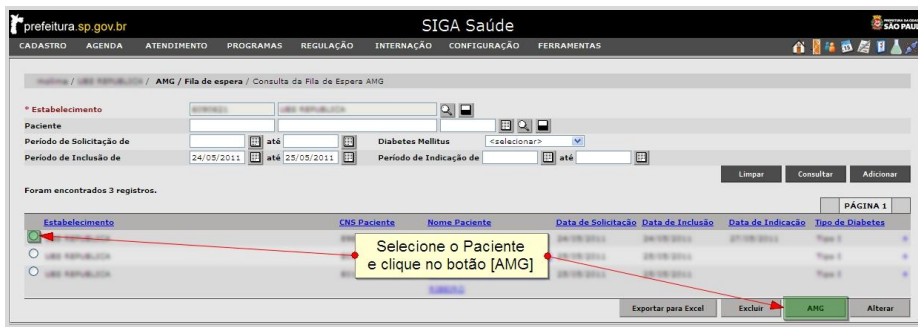 prefeitura.sp.gov.br SIGA Saúde SÃO PAULO
CADASTRO AGENDA ATENDIMENTO PROGRAMAS REGULAÇÃO INTERNAÇÃO CONFIGURAÇÃO FERRAMENTAS
/ AMG / Fila de espera / Consulta da Fila de Espera AMG
* Estabelecimento
Paciente
Período de Solicitação de até Diabetes Mellitus <selecionar>
Período de Inclusão de 24/05/2011 até 25/05/2011 Período de Indicação de até
Limpar Consultar Adicionar
Foram encontrados 3 registros.
PÁGINA 1
Estabelecimento CNS Paciente Nome Paciente Data de Solicitação Data de Inclusão Data de Indicação Tipo de Diabetes
Selecione o Paciente
e clique no botão [AMG]
Exportar para Excel Excluir AMG Alterar